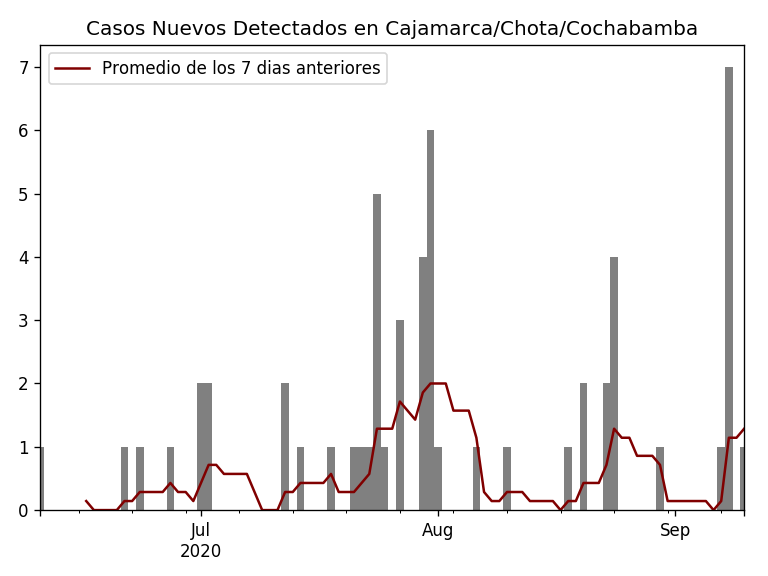 Casos Nuevos Detectados en Cajamarca/Chota/Cochabamba
Promedio de los 7 dias anteriores
7
6
5
4
3
2
1
0
Jul
2020
Aug
Sep